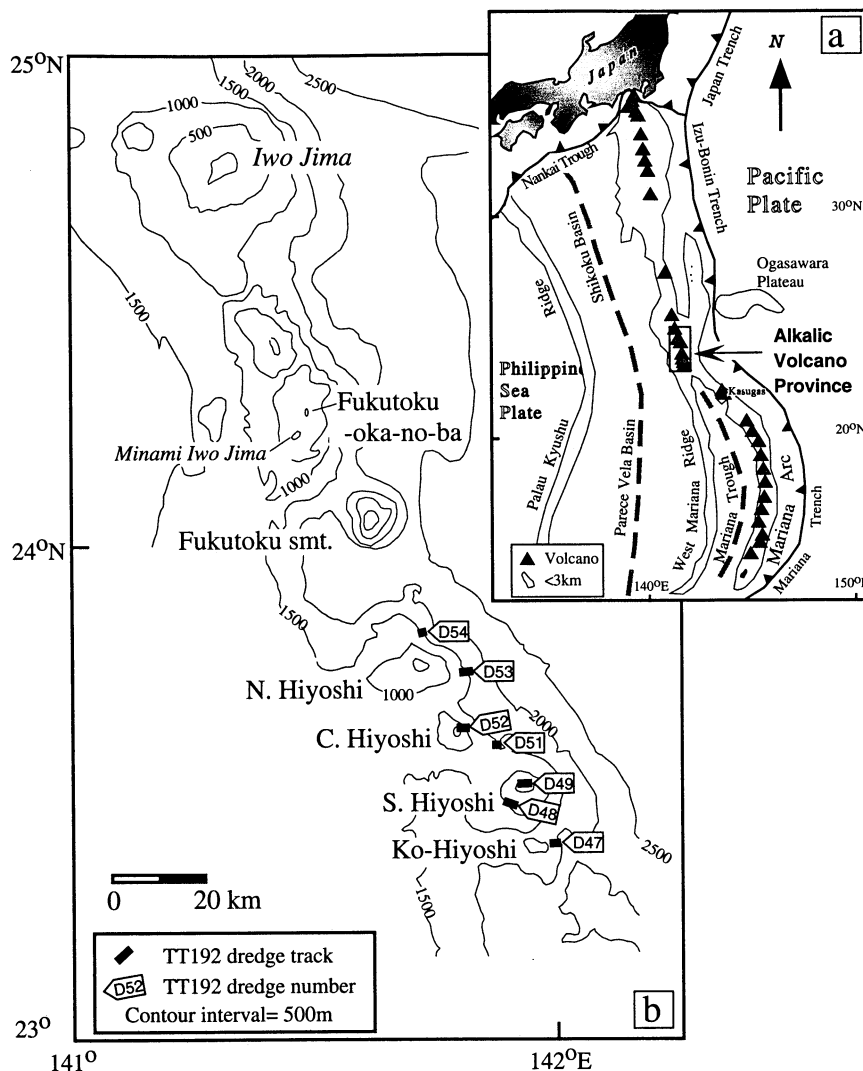 25°N
1500
2000
2500
1000
500
Iwo Jima
1500
Fukutoku
-oka-no-ba
Minami Iwo Jima
1000
24°N
Fukutoku smt.
1500
D54
D53
N. Hiyoshi
1000
D52
2000
C. Hiyoshi
D51
D49
S. Hiyoshi
D48
Ko-Hiyoshi
D47
2500
1500
0 20 km
TT192 dredge track
D52
TT192 dredge number
Contour interval= 500m
b
23°
141°
142°E
a
N
Japan
Japan Trench
Nankai Trough
Izu-Bonin Trench
Pacific
Plate
30°N
Shikoku Basin
Ogasawara
Plateau
Ridge
Palau Kyushu
Philippine
Sea
Plate
Alkalic
Volcano
Province
Kasugas
20°N
Parece Vela Basin
West Mariana Ridge
Mariana Trough
Mariana Arc
Mariana Trench
Volcano
<3km
140°E
150°E